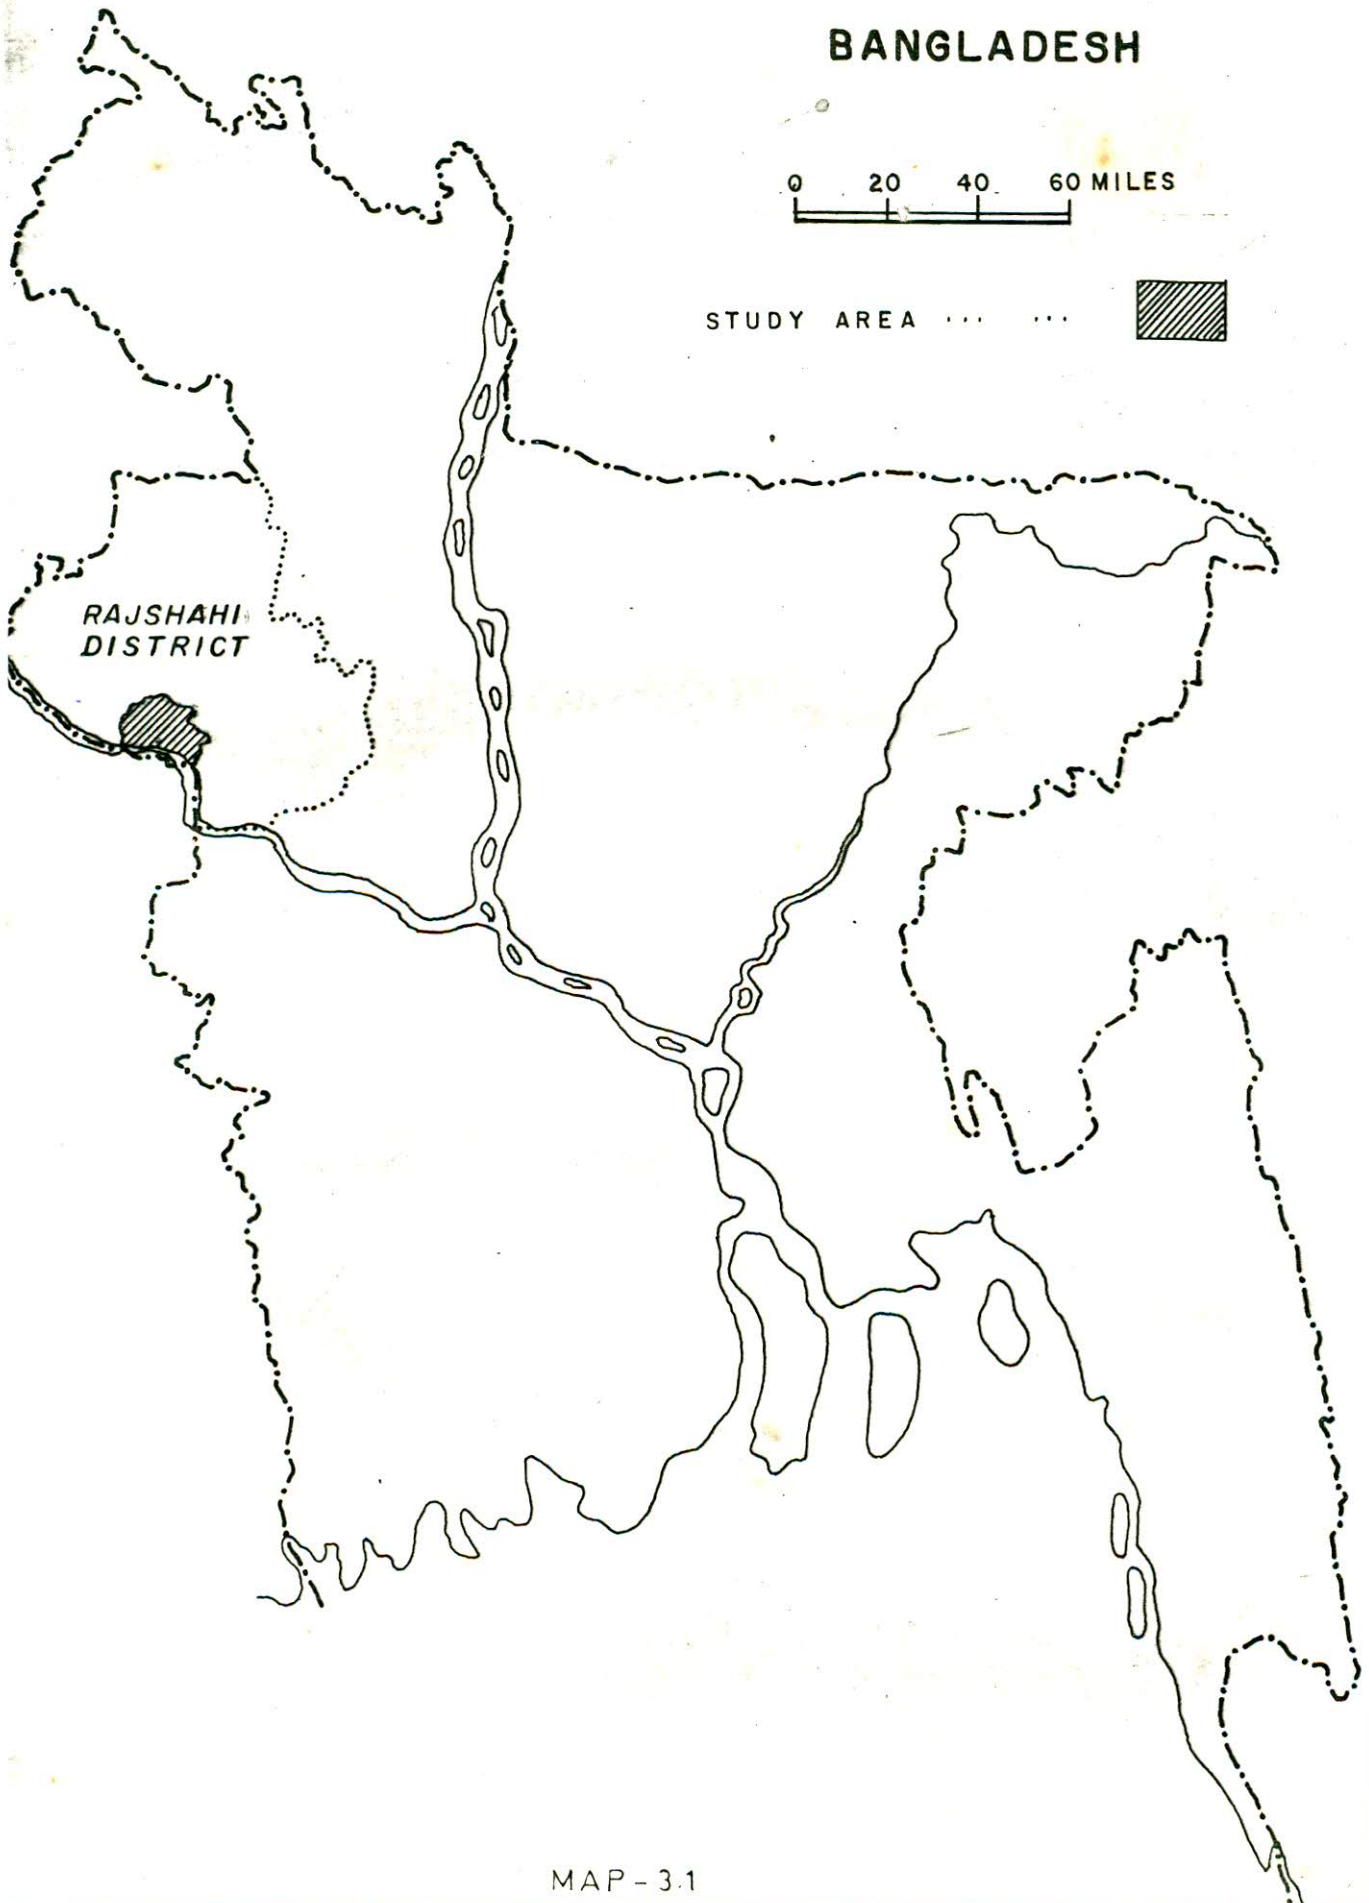 BANGLADESH
0 20 40 60 MILES
STUDY AREA ... ...
RAJSHAHI
DISTRICT
MAP-3.1